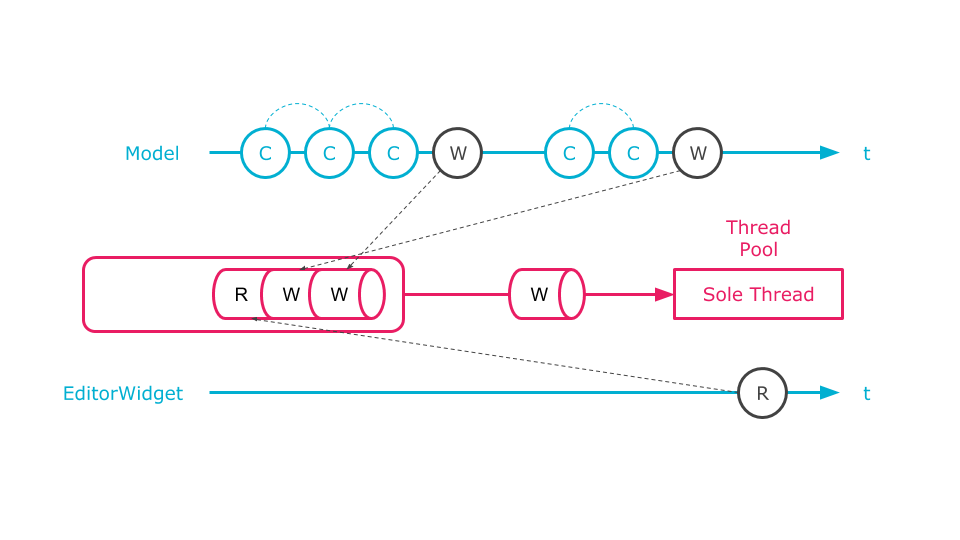 Model C C C W C C W t
Thread
Pool
R W W W Sole Thread
EditorWidget R t